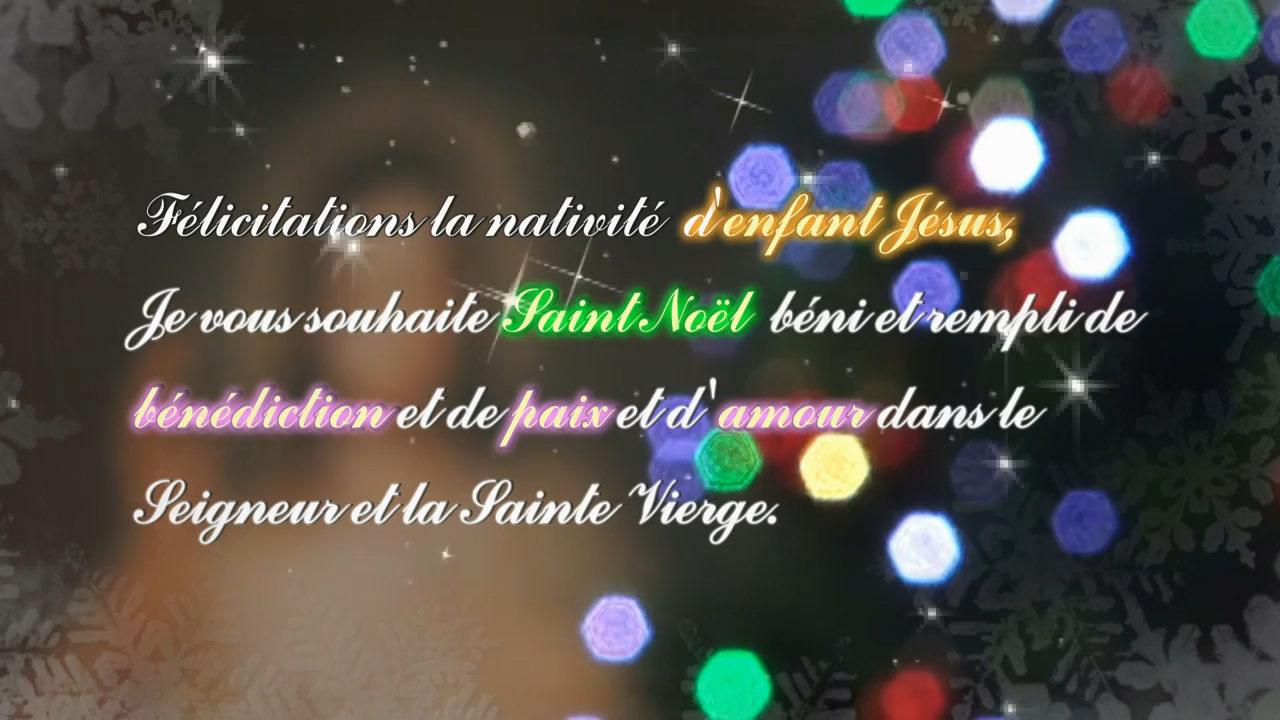 Félicitations la nativité d'enfant Jésus,
Je vous souhaite Saint Noël béni et rempli de
bénédiction et de paix et d'amour dans le
Seigneur et la Sainte Vierge.